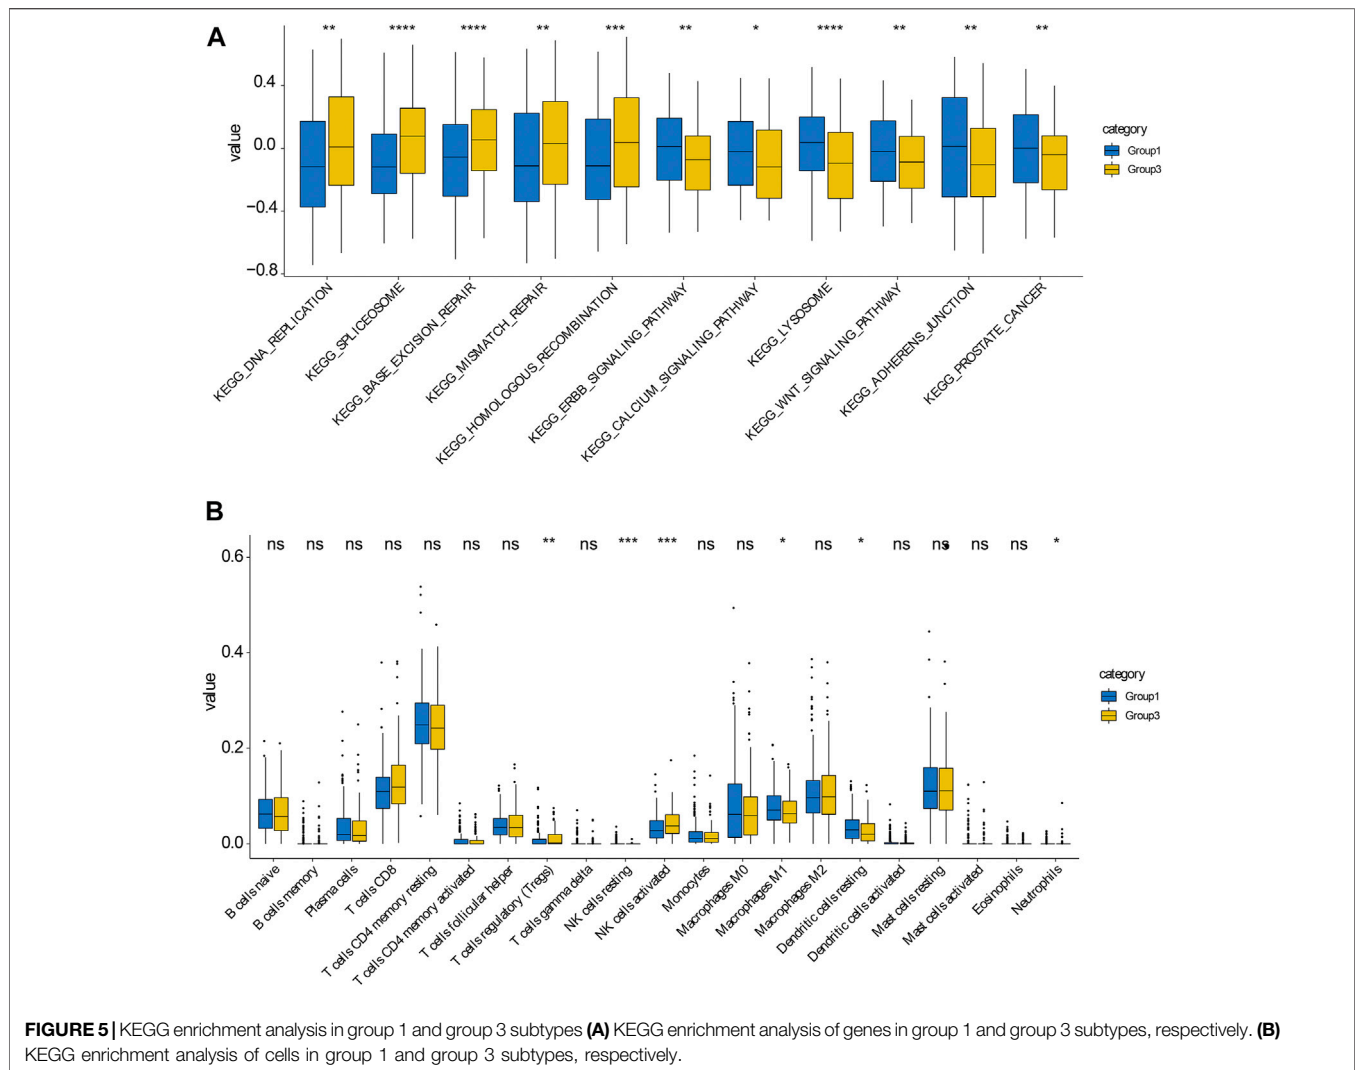 A
** **** **** ** *** ** * **** ** ** **
0.4
0.0
−0.4
−0.8
value
category
Group1
Group3
KEGG_DNA_REPLICATION
KEGG_SPLICEOSOME
KEGG_BASE_EXCISION_REPAIR
KEGG_MISMATCH_REPAIR
KEGG_HOMOLOGOUS_RECOMBINATION
KEGG_ERBB_SIGNALING_PATHWAY
KEGG_CALCIUM_SIGNALING_PATHWAY
KEGG_LYSOSOME
KEGG_WNT_SIGNALING_PATHWAY
KEGG_ADHERENS_JUNCTION
KEGG_PROSTATE_CANCER
B
ns ns ns ns ns ns ns ** ns *** *** ns ns * ns * ns ns ns ns *
0.6
0.4
0.2
0.0
value
category
Group1
Group3
B cells naive
B cells memory
Plasma cells
T cells CD8
T cells CD4 memory resting
T cells CD4 memory activated
T cells follicular helper
T cells regulatory (Tregs)
T cells gamma delta
NK cells resting
NK cells activated
Monocytes
Macrophages M0
Macrophages M1
Macrophages M2
Dendritic cells resting
Dendritic cells activated
Mast cells resting
Mast cells activated
Eosinophils
Neutrophils
FIGURE 5 | KEGG enrichment analysis in group 1 and group 3 subtypes (A) KEGG enrichment analysis of genes in group 1 and group 3 subtypes, respectively. (B)
KEGG enrichment analysis of cells in group 1 and group 3 subtypes, respectively.